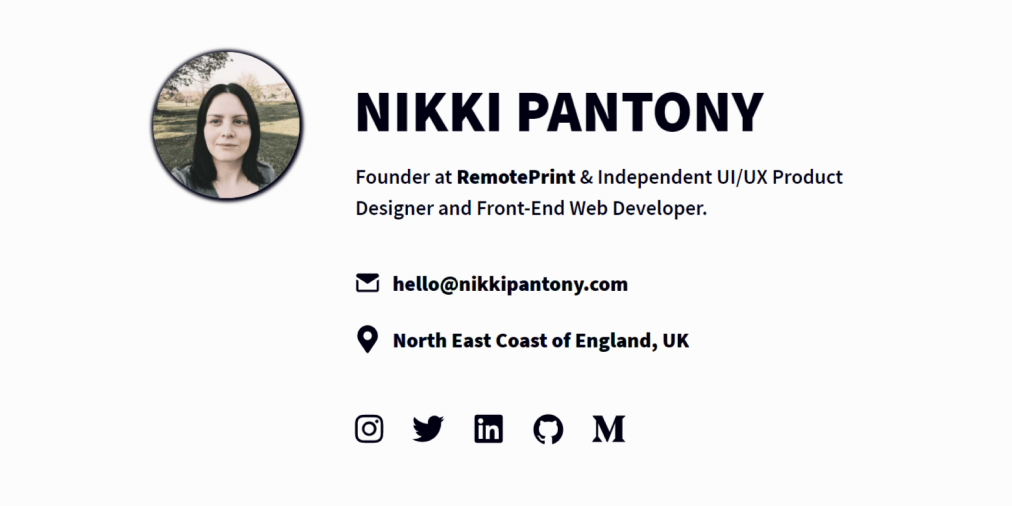 NIKKI PANTONY
Founder at RemotePrint & Independent UI/UX Product
Designer and Front-End Web Developer.
hello@nikkipantony.com
North East Coast of England, UK